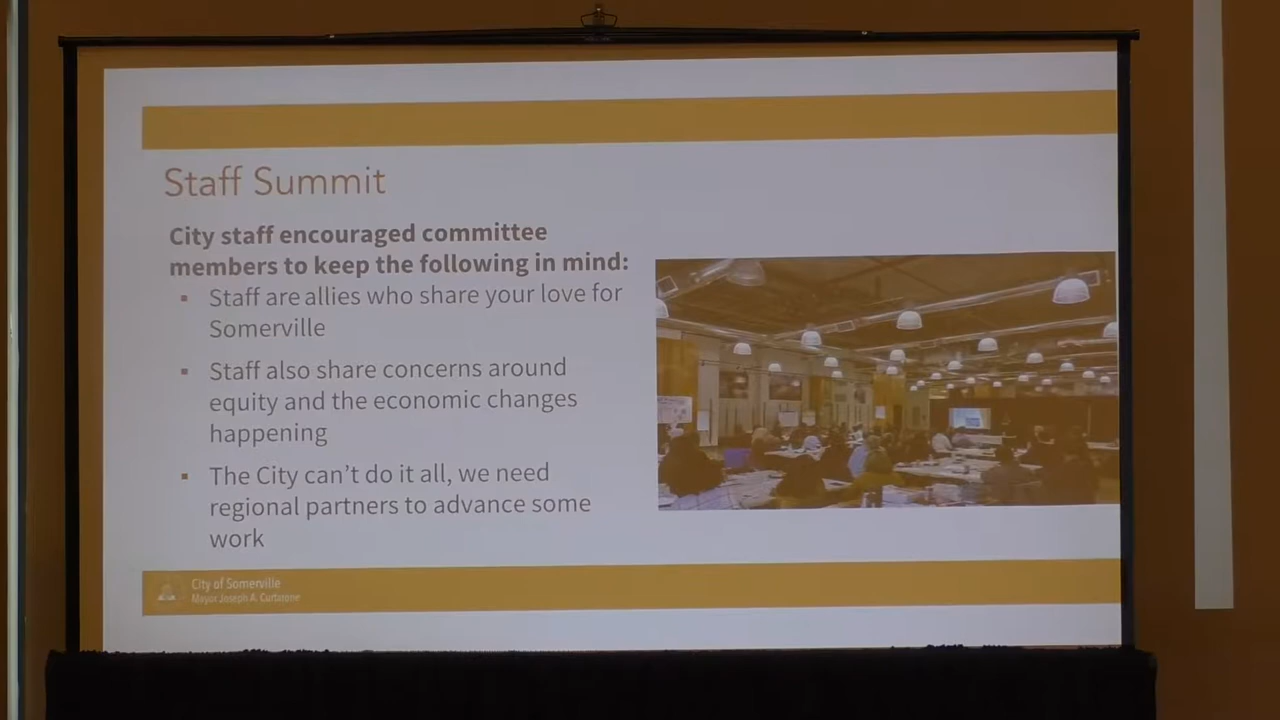 Staff Summit
City staff encouraged committee
members to keep the following in mind:
▪ Staff are allies who share your love for
Somerville
▪ Staff also share concerns around
equity and the economic changes
happening
▪ The City can't do it all, we need
regional partners to advance some
work
City of Somerville
Mayor Joseph A. Curtatone